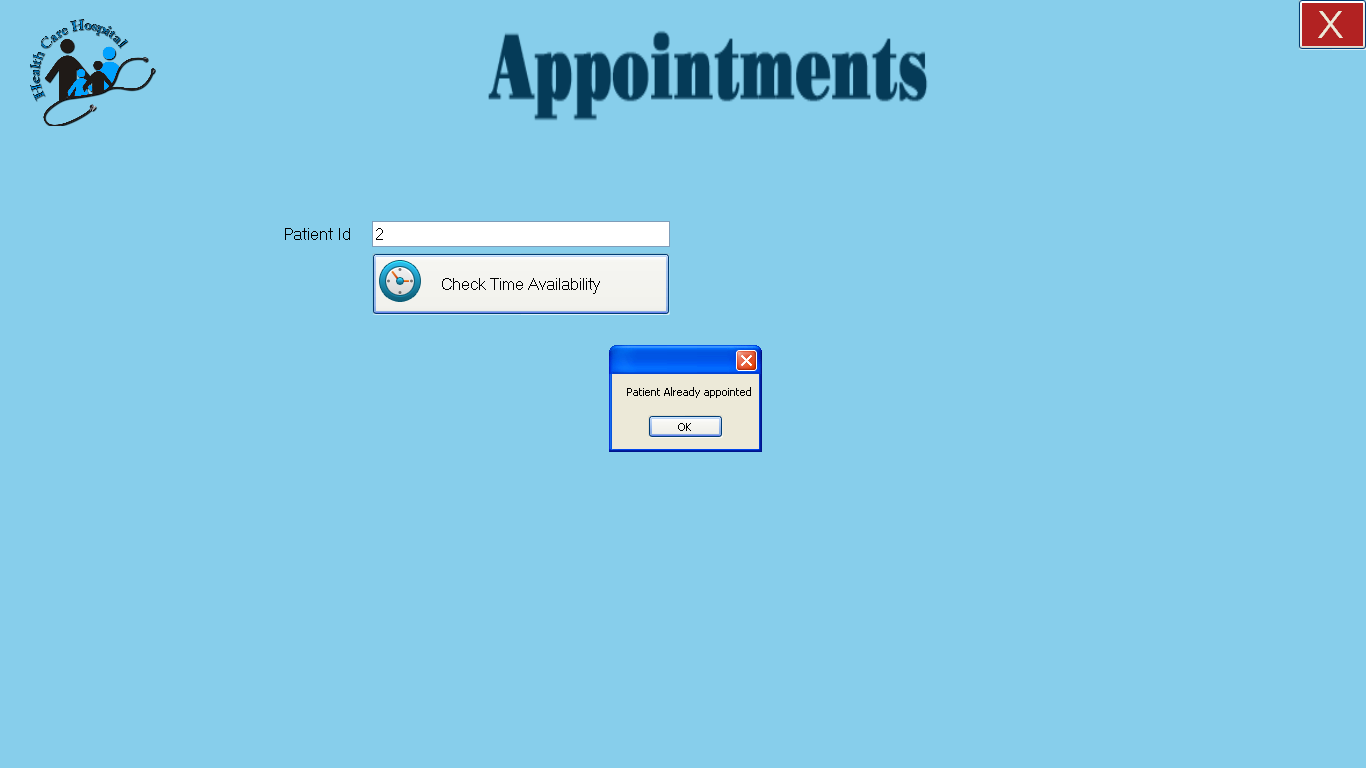 Health Care Hospital
Appointments
X
Patient Id
2
Check Time Availability
Patient Already appointed
OK